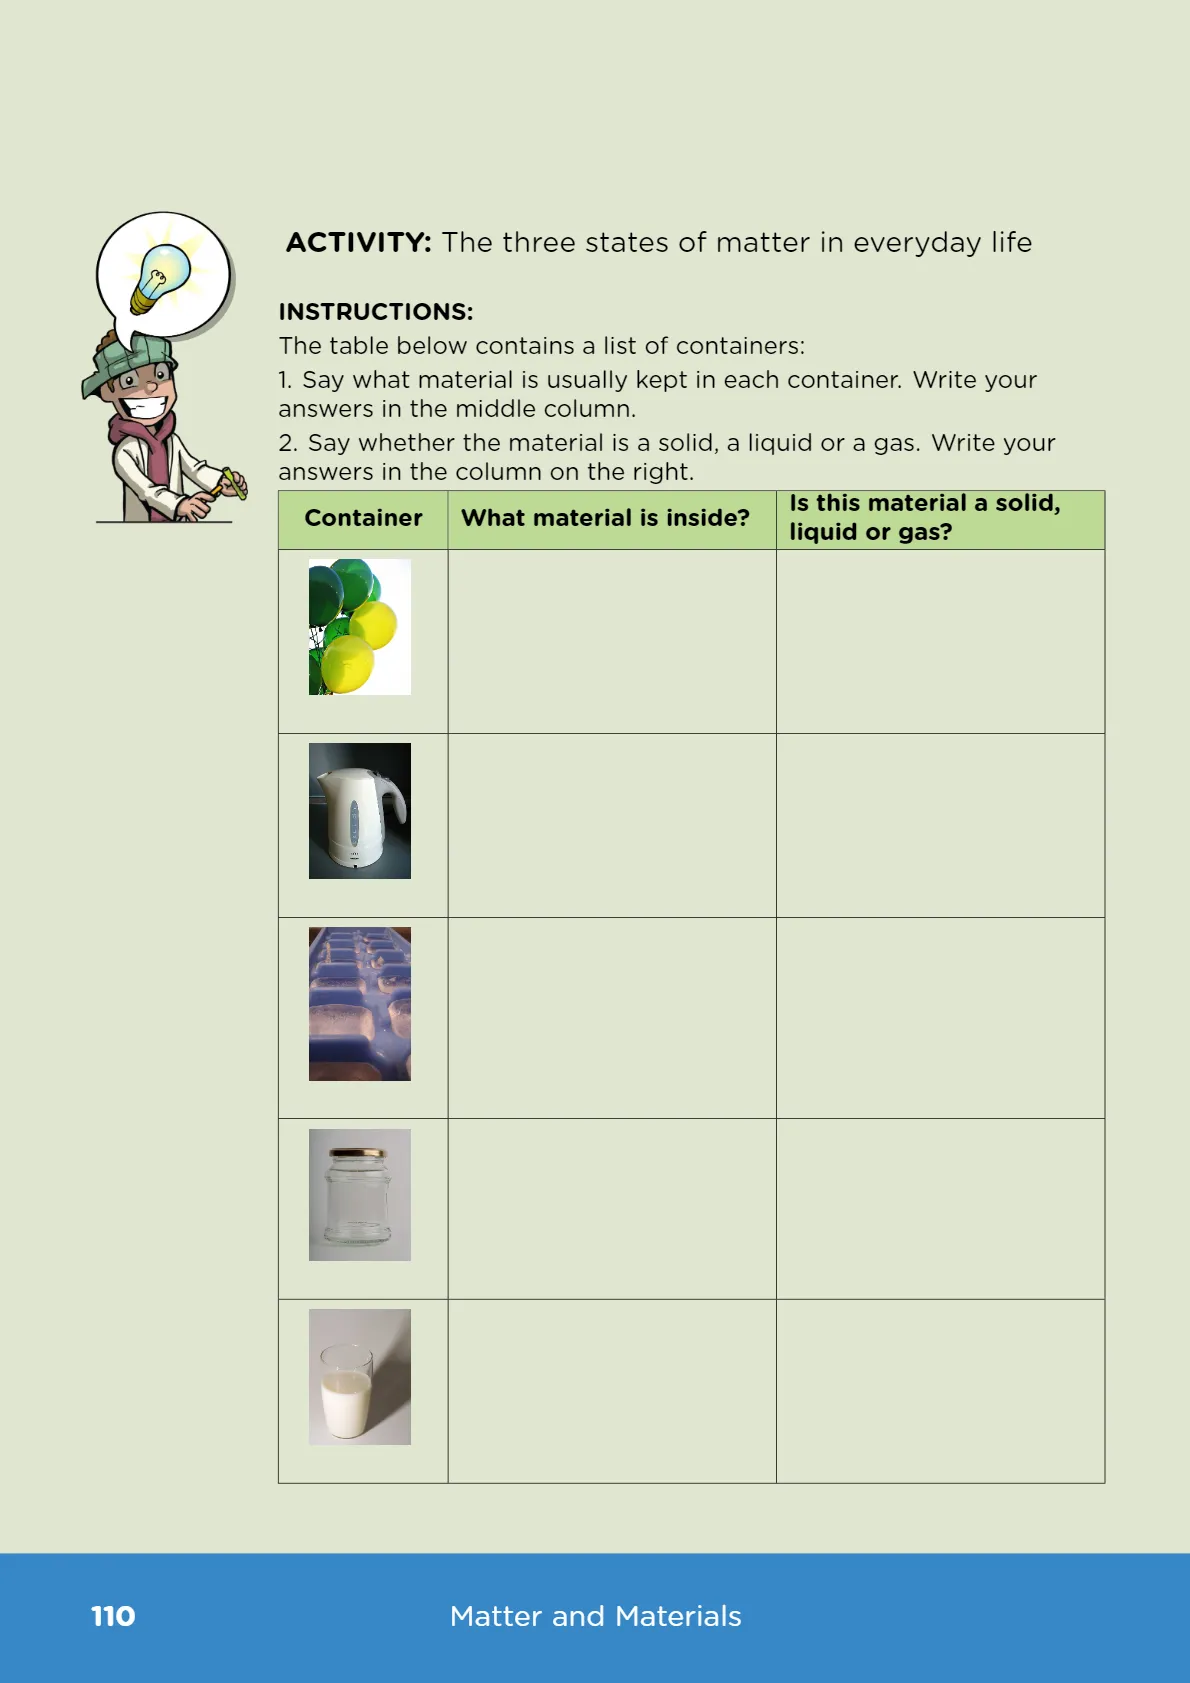 ACTIVITY: The three states of matter in everyday life
INSTRUCTIONS:
The table below contains a list of containers:
1. Say what material is usually kept in each container. Write your
answers in the middle column.
2. Say whether the material is a solid, a liquid or a gas. Write your
answers in the column on the right.
Container
What material is inside?
Is this material a solid,
liquid or gas?
110
Matter and Materials